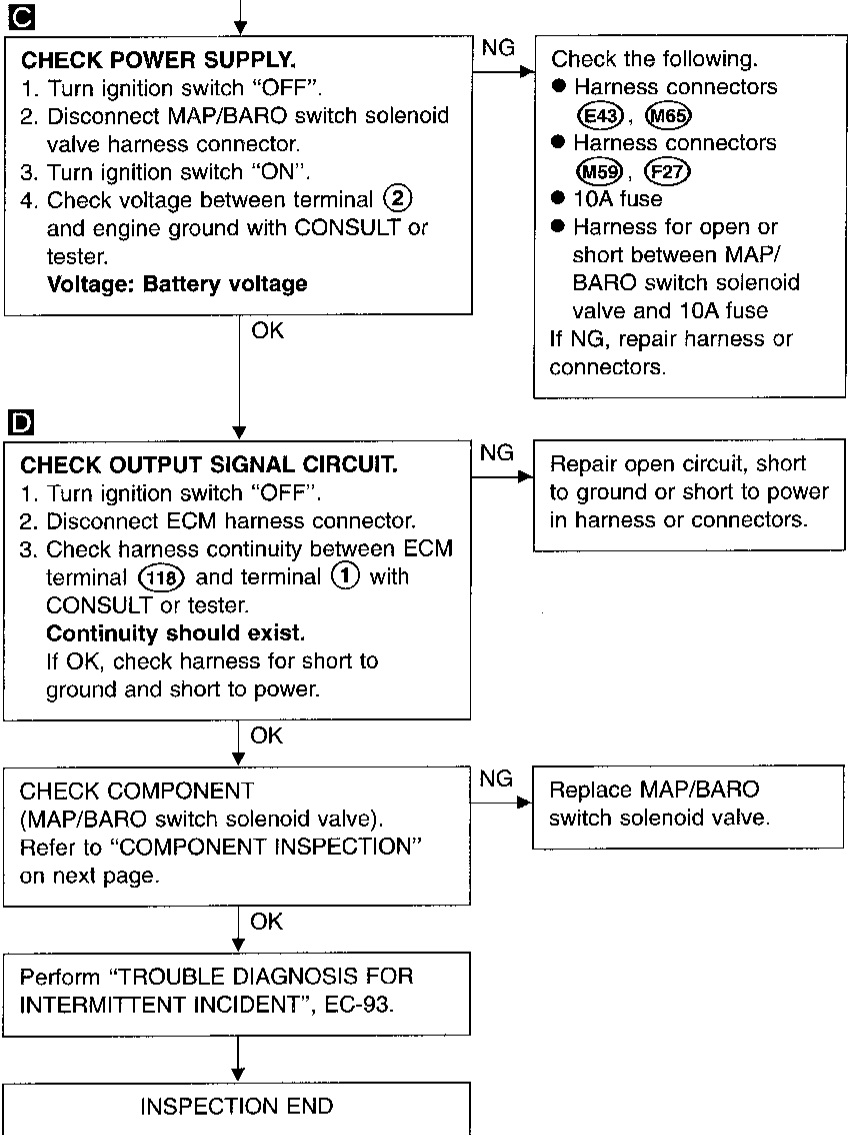 C
CHECK POWER SUPPLY.
1. Turn ignition switch “OFF”.
2. Disconnect MAP/BARO switch solenoid
valve harness connector.
3. Turn ignition switch “ON”.
4. Check voltage between terminal 2
and engine ground with CONSULT or
tester.
Voltage: Battery voltage
NG
Check the following.
● Harness connectors
E43, M65
● Harness connectors
M59, F27
● 10A fuse
● Harness for open or
short between MAP/
BARO switch solenoid
valve and 10A fuse
If NG, repair harness or
connectors.
OK
D
CHECK OUTPUT SIGNAL CIRCUIT.
1. Turn ignition switch “OFF”.
2. Disconnect ECM harness connector.
3. Check harness continuity between ECM
terminal 118 and terminal 1 with
CONSULT or tester.
Continuity should exist.
If OK, check harness for short to
ground and short to power.
NG
Repair open circuit, short
to ground or short to power
in harness or connectors.
OK
CHECK COMPONENT
(MAP/BARO switch solenoid valve).
Refer to “COMPONENT INSPECTION”
on next page.
NG
Replace MAP/BARO
switch solenoid valve.
OK
Perform “TROUBLE DIAGNOSIS FOR
INTERMITTENT INCIDENT”, EC-93.
INSPECTION END